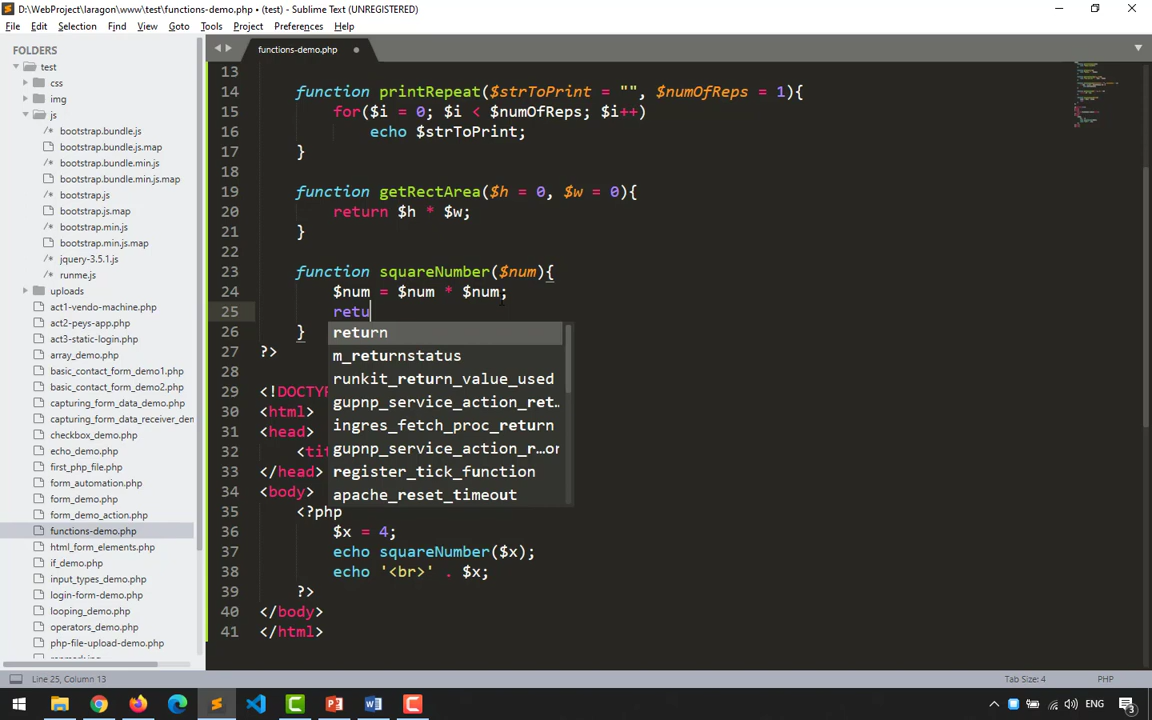 D:\WebProject\laragon\www\test\functions-demo.php • (test) - Sublime Text (UNREGISTERED)
File Edit Selection Find View Goto Tools Project Preferences Help
FOLDERS
test
css
img
js
bootstrap.bundle.js
bootstrap.bundle.js.map
bootstrap.bundle.min.js
bootstrap.bundle.min.js.map
bootstrap.js
bootstrap.js.map
bootstrap.min.js
bootstrap.min.js.map
jquery-3.5.1.js
runme.js
uploads
act1-vendo-machine.php
act2-peys-app.php
act3-static-login.php
array_demo.php
basic_contact_form_demo1.php
basic_contact_form_demo2.php
capturing_form_data_demo.php
capturing_form_data_receiver_den
checkbox_demo.php
echo_demo.php
first_php_file.php
form_automation.php
form_demo.php
form_demo_action.php
functions-demo.php
html_form_elements.php
if_demo.php
input_types_demo.php
login-form-demo.php
looping_demo.php
operators_demo.php
php-file-upload-demo.php
functions-demo.php
13
14 function printRepeat($strToPrint = "", $numOfReps = 1){
15 for($i = 0; $i < $numOfReps; $i++)
16 echo $strToPrint;
17 }
18
19 function getRectArea($h = 0, $w = 0){
20 return $h * $w;
21 }
22
23 function squareNumber($num){
24 $num = $num * $num;
25 retu
26 }
27 ?>
return
m_returnstatus
runkit_return_value_used
gupnp_service_action_ret..
ingres_fetch_proc_return
gupnp_service_action_r…or
register_tick_function
apache_reset_timeout
29 <!DOCTYP
30 <html>
31 <head>
32 <tit
33 </head>
34 <body>
35 <?php
36 $x = 4;
37 echo squareNumber($x);
38 echo '<br>' . $x;
39 ?>
40 </body>
41 </html>
Line 25, Column 13
Tab Size: 4
PHP
ENG
3